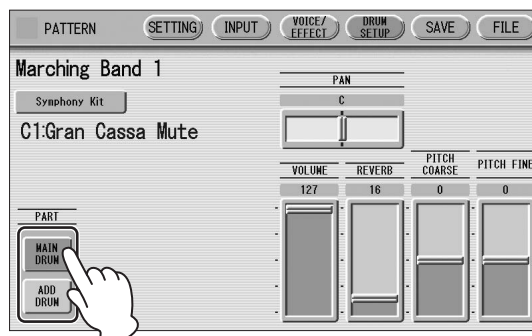 PATTERN SETTING INPUT VOICE/ EFFECT DRUM SETUP SAVE FILE
Marching Band 1
Symphony Kit
C1:Gran Cassa Mute
PAN
C
VOLUME REVERB PITCH COARSE PITCH FINE
127 16 0 0
PART
MAIN DRUM
ADD DRUM